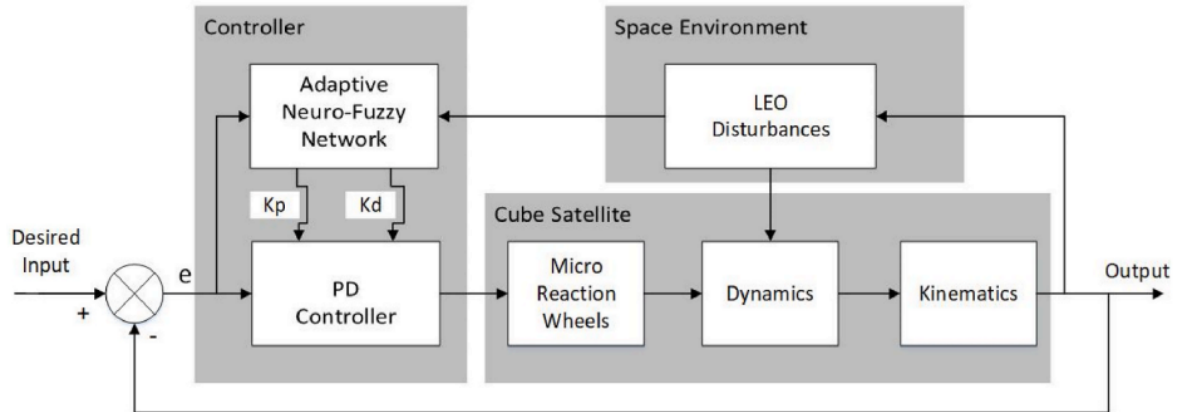 Controller
Space Environment
Adaptive
Neuro-Fuzzy
Network
LEO
Disturbances
Kp
Kd
Cube Satellite
Desired
Input
+
-
e
PD
Controller
Micro
Reaction
Wheels
Dynamics
Kinematics
Output